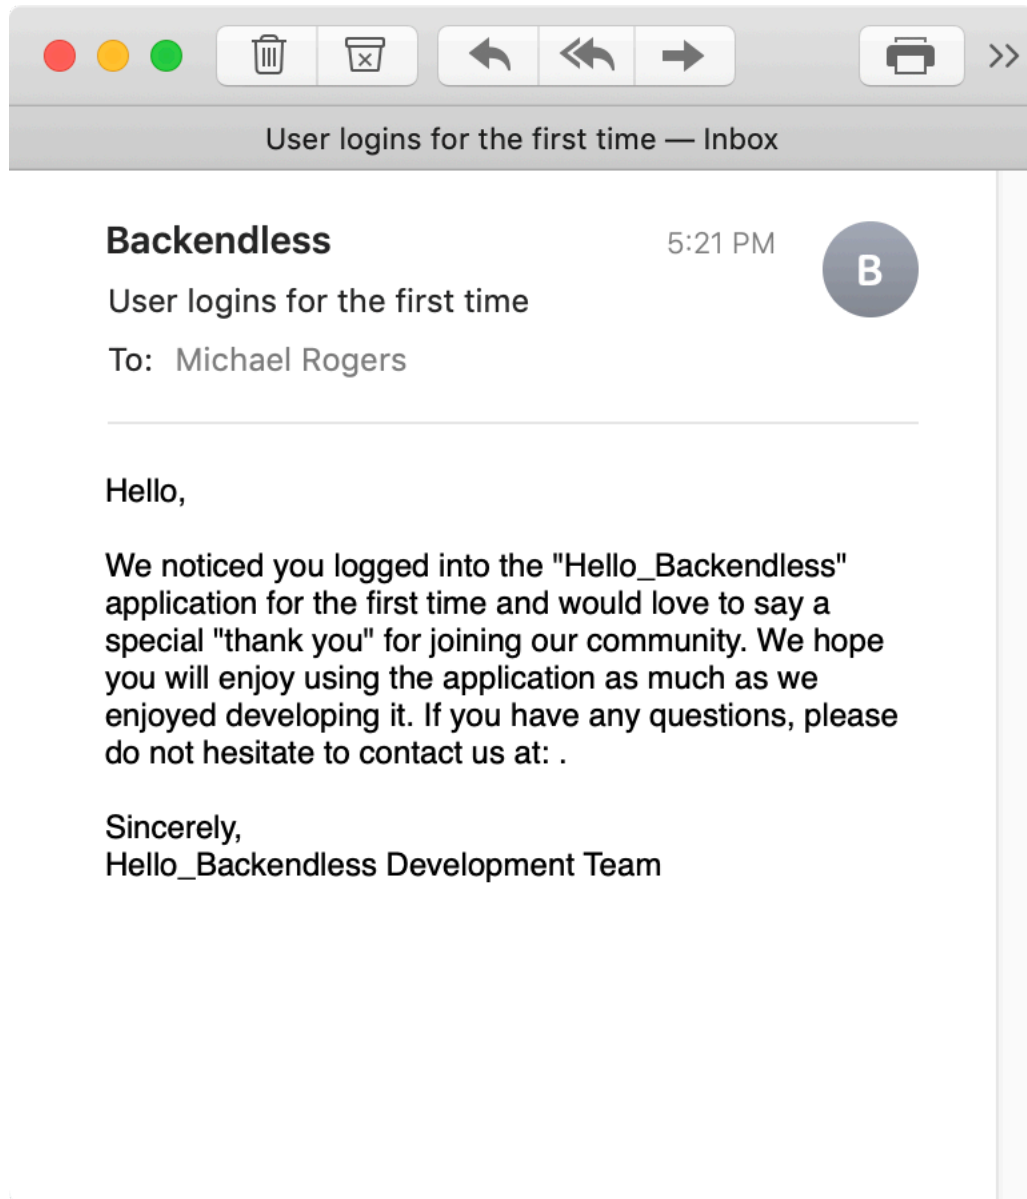 User logins for the first time — Inbox
Backendless
5:21 PM
B
User logins for the first time
To: Michael Rogers
Hello,
We noticed you logged into the "Hello_Backendless"
application for the first time and would love to say a
special "thank you" for joining our community. We hope
you will enjoy using the application as much as we
enjoyed developing it. If you have any questions, please
do not hesitate to contact us at: .
Sincerely,
Hello_Backendless Development Team